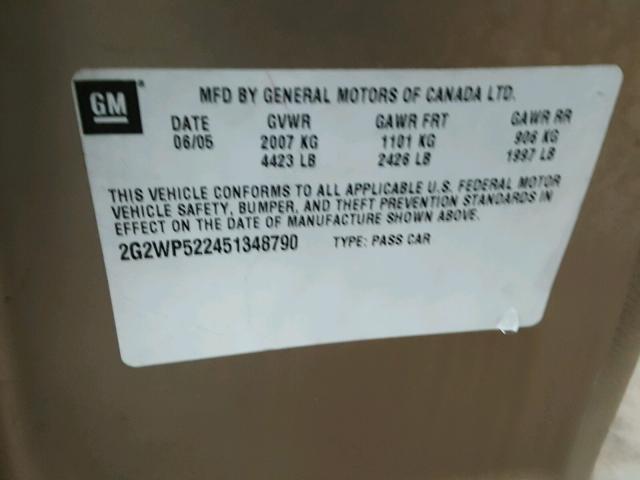 GM MFD BY GENERAL MOTORS OF CANADA LTD.
DATE GVWR GAWR FRT GAWR RR
06/05 2007 KG 1101 KG 906 KG
4423 LB 2426 LB 1997 LB
THIS VEHICLE CONFORMS TO ALL APPLICABLE U.S. FEDERAL MOTOR
VEHICLE SAFETY, BUMPER, AND THEFT PREVENTION STANDARDS IN
EFFECT ON THE DATE OF MANUFACTURE SHOWN ABOVE.
2G2WP522451348790 TYPE: PASS CAR